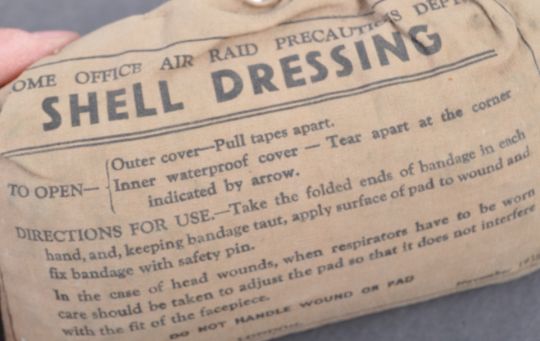 OME OFFICE AIR RAID PRECAUTIONS DEPT
SHELL DRESSING
TO OPEN—
Outer cover—Pull tapes apart.
Inner waterproof cover — Tear apart at the corner
indicated by arrow.
DIRECTIONS FOR USE.—Take the folded ends of bandage in each
hand, and, keeping bandage taut, apply surface of pad to wound and
fix bandage with safety pin.
In the case of head wounds, when respirators have to be worn
care should be taken to adjust the pad so that it does not interfere
with the fit of the facepiece.
DO NOT HANDLE WOUND OR PAD
November
LONDON